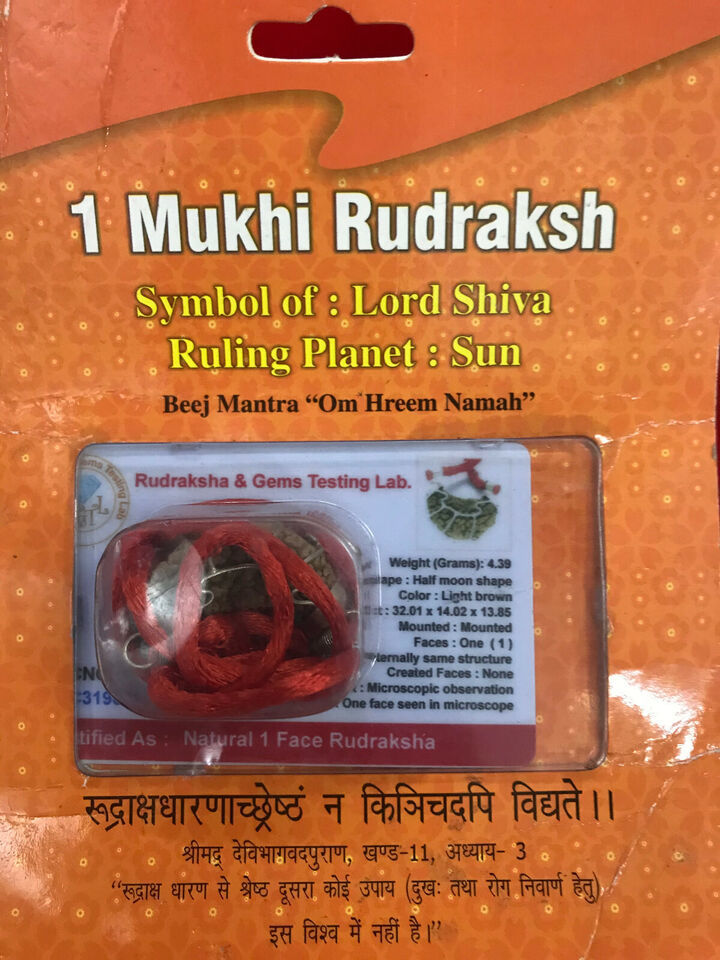 1 Mukhi Rudraksh
Symbol of : Lord Shiva
Ruling Planet : Sun
Beej Mantra “Om Hreem Namah”
Rudraksha & Gems Testing Lab.
Weight (Grams): 4.39
: Half moon shape
Color : Light brown
: 32.01 x 14.02 x 13.85
Mounted : Mounted
Faces : One ( 1 )
same structure
Created Faces : None
: Microscopic observation
One face seen in microscope
As : Natural 1 Face Rudraksha
रूद्राक्षधारणाच्छ्रेष्ठं न किञ्चिदपि विद्यते।।
श्रीमद् देविभागवदपुराण, खण्ड-11, अध्याय- 3
“रूद्राक्ष धारण से श्रेष्ठ दूसरा कोई उपाय (दुखः तथा रोग निवार्ण हेतु)
इस विश्व में नहीं है।”